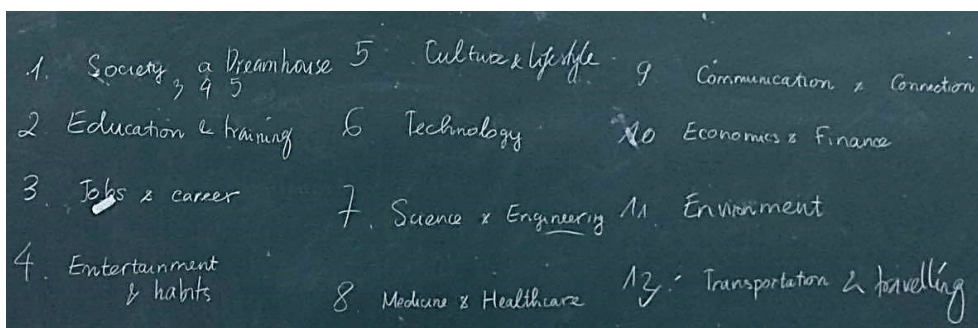 1. Society, a Dreamhouse
3 4 5
2 Education & training
3. Jobs & career
4. Entertainment
& habits
5 Culture & lifestyle
6 Technology
7. Science & Engineering
8. Medicine & Healthcare
9 Communication & Connection
10 Economics & Finance
11 Environment
12. Transportation & travelling